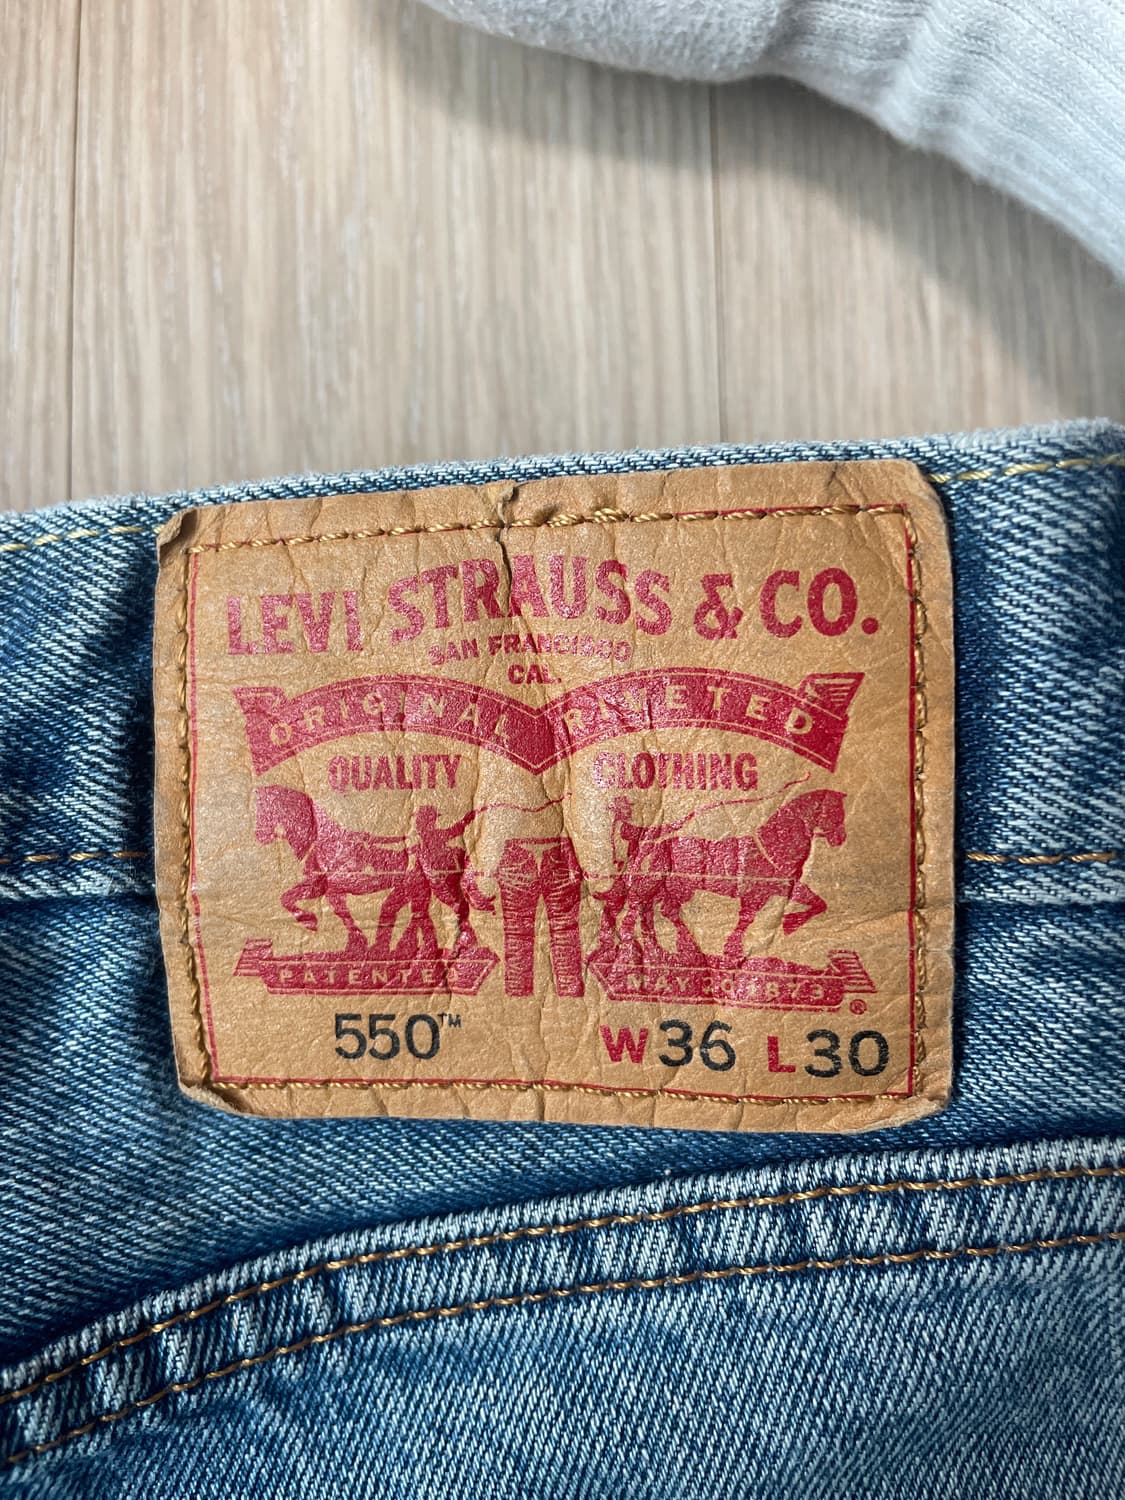 LEVI STRAUSS & CO.
SAN FRANCISCO
CAL.
ORIGINAL RIVETED
QUALITY CLOTHING
PATENTED MAY 20 1873 ®
550™ W36 L30